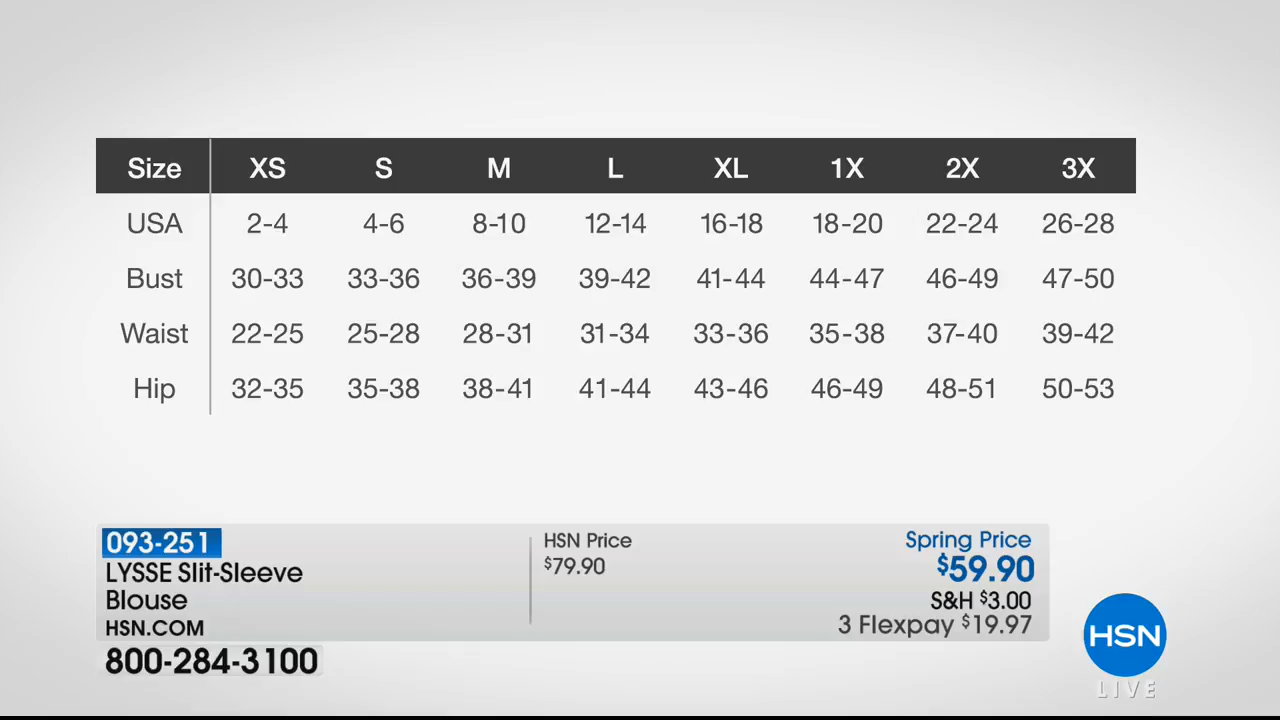 Size XS S M L XL 1X 2X 3X
USA 2-4 4-6 8-10 12-14 16-18 18-20 22-24 26-28
Bust 30-33 33-36 36-39 39-42 41-44 44-47 46-49 47-50
Waist 22-25 25-28 28-31 31-34 33-36 35-38 37-40 39-42
Hip 32-35 35-38 38-41 41-44 43-46 46-49 48-51 50-53
093-251
LYSSE Slit-Sleeve
Blouse
HSN.COM
800-284-3100
HSN Price
$79.90
Spring Price
$59.90
S&H $3.00
3 Flexpay $19.97
HSN
LIVE